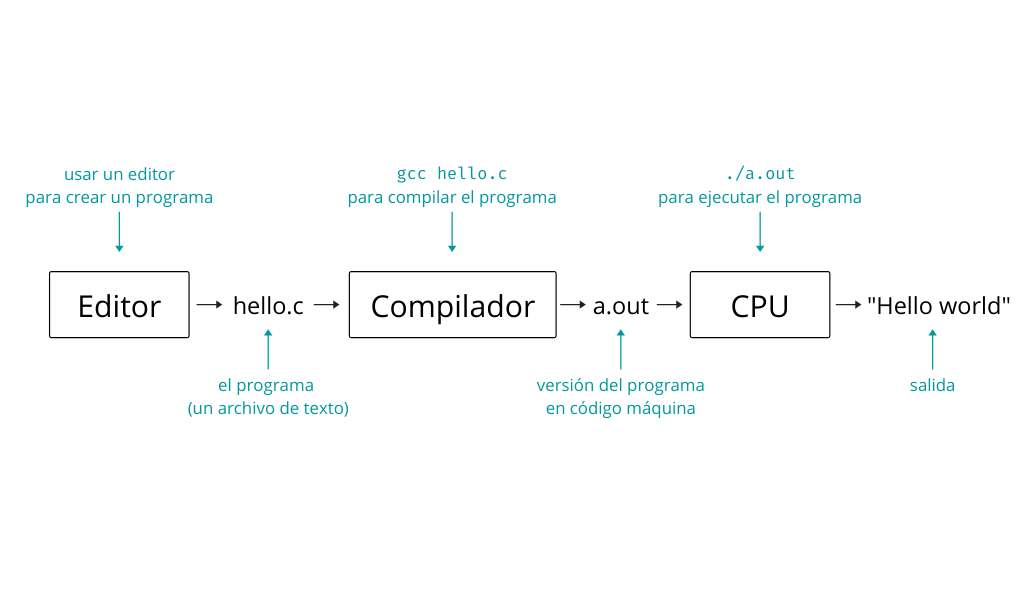 usar un editor
para crear un programa
gcc hello.c
para compilar el programa
./a.out
para ejecutar el programa
Editor
hello.c
Compilador
a.out
CPU
"Hello world"
el programa
(un archivo de texto)
versión del programa
en código máquina
salida